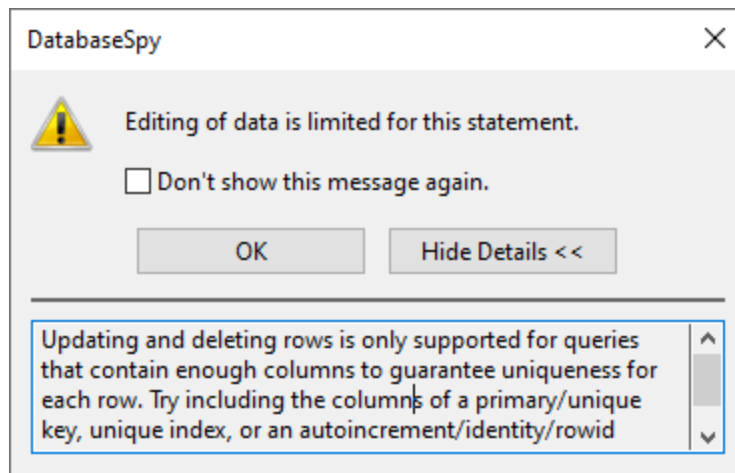 DatabaseSpy
Editing of data is limited for this statement.
Don't show this message again.
OK
Hide Details <<
Updating and deleting rows is only supported for queries
that contain enough columns to guarantee uniqueness for
each row. Try including the columns of a primary/unique
key, unique index, or an autoincrement/identity/rowid